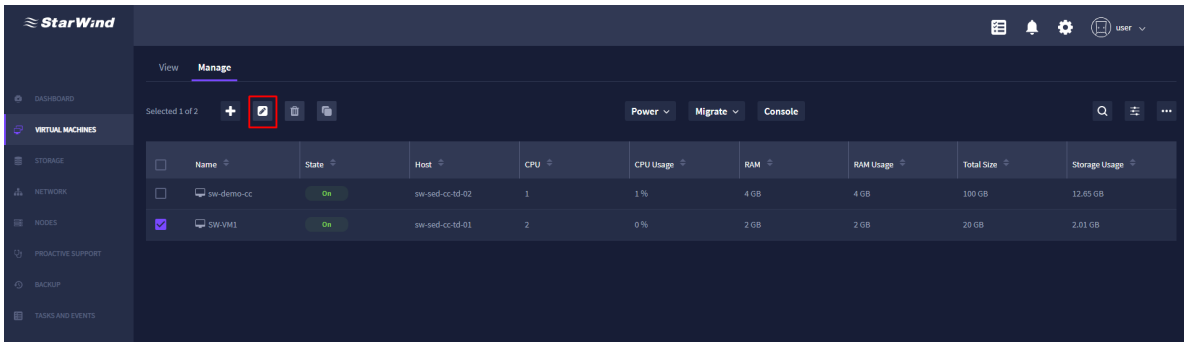 StarWind
user
View Manage
DASHBOARD
Selected 1 of 2 Power Migrate Console
VIRTUAL MACHINES
STORAGE
Name State Host CPU CPU Usage RAM RAM Usage Total Size Storage Usage
NETWORK
sw-demo-cc On sw-sed-cc-td-02 1 1 % 4 GB 4 GB 100 GB 12.65 GB
NODES
SW-VM1 On sw-sed-cc-td-01 2 0 % 2 GB 2 GB 20 GB 2.01 GB
PROACTIVE SUPPORT
BACKUP
TASKS AND EVENTS